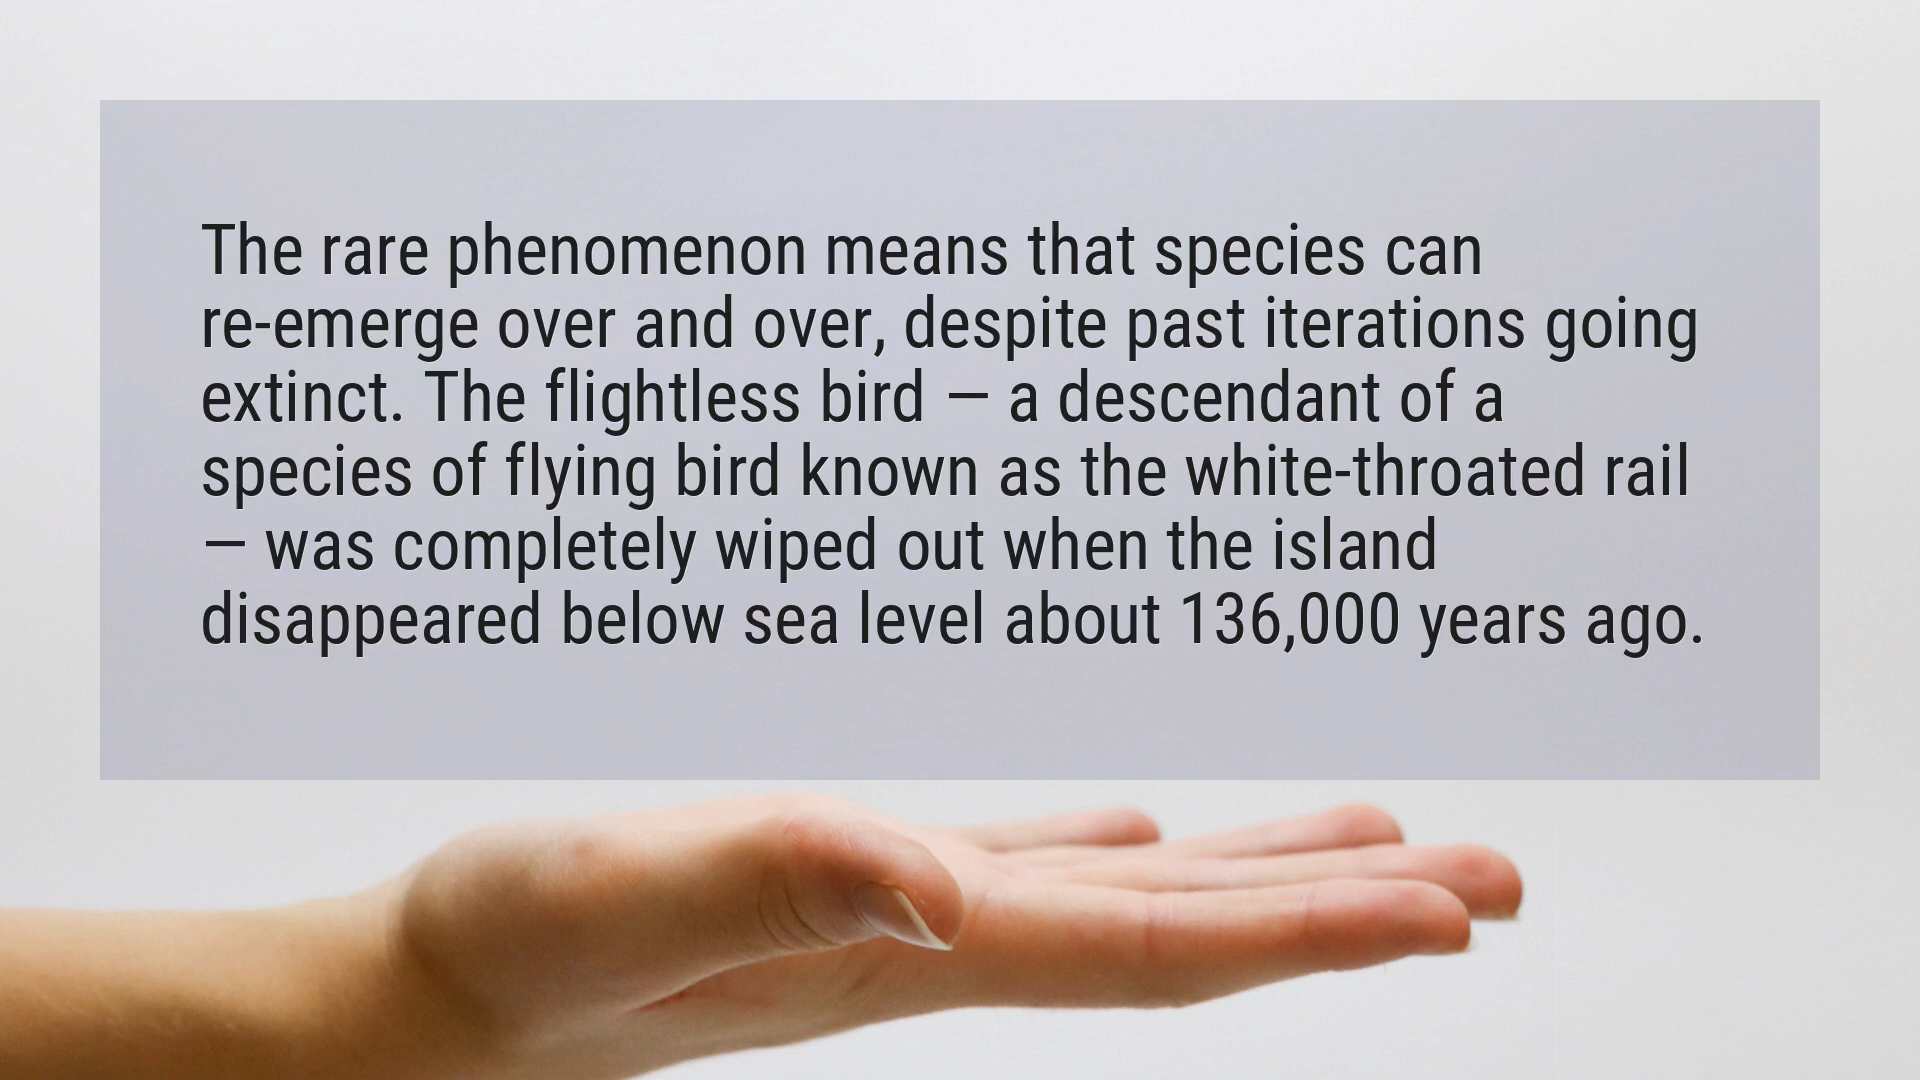 The rare phenomenon means that species can
re-emerge over and over, despite past iterations going
extinct. The flightless bird — a descendant of a
species of flying bird known as the white-throated rail
— was completely wiped out when the island
disappeared below sea level about 136,000 years ago.